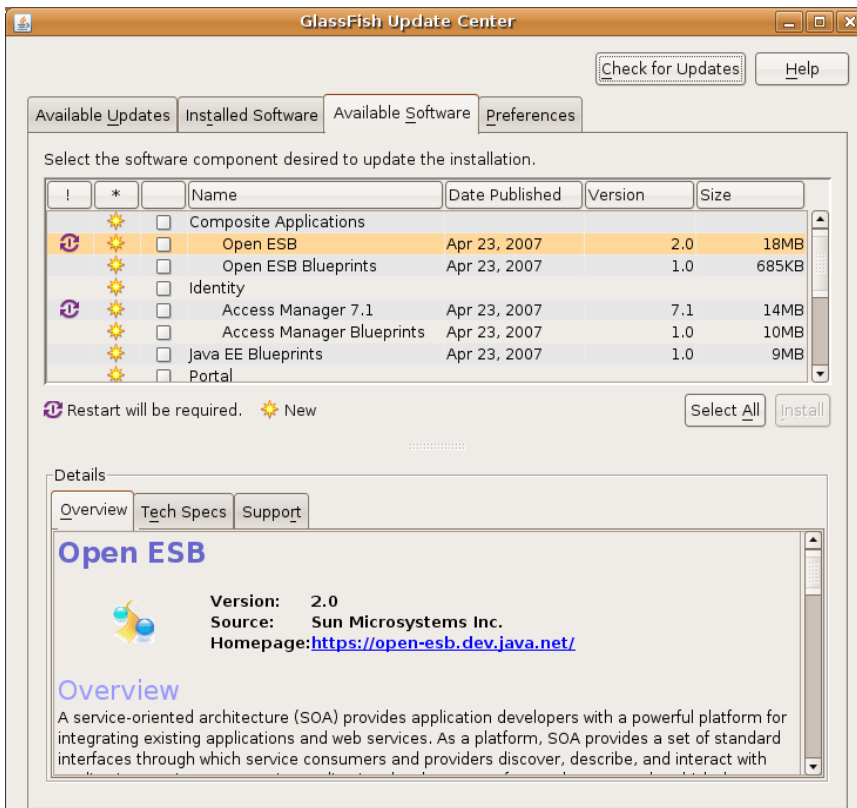 GlassFish Update Center
Check for Updates Help
Available Updates Installed Software Available Software Preferences
Select the software component desired to update the installation.
! * Name Date Published Version Size
Composite Applications
Open ESB Apr 23, 2007 2.0 18MB
Open ESB Blueprints Apr 23, 2007 1.0 685KB
Identity
Access Manager 7.1 Apr 23, 2007 7.1 14MB
Access Manager Blueprints Apr 23, 2007 1.0 10MB
Java EE Blueprints Apr 23, 2007 1.0 9MB
Portal
Restart will be required. New
Select All Install
Details
Overview Tech Specs Support
Open ESB
Version: 2.0
Source: Sun Microsystems Inc.
Homepage: https://open-esb.dev.java.net/
Overview
A service-oriented architecture (SOA) provides application developers with a powerful platform for
integrating existing applications and web services. As a platform, SOA provides a set of standard
interfaces through which service consumers and providers discover, describe, and interact with